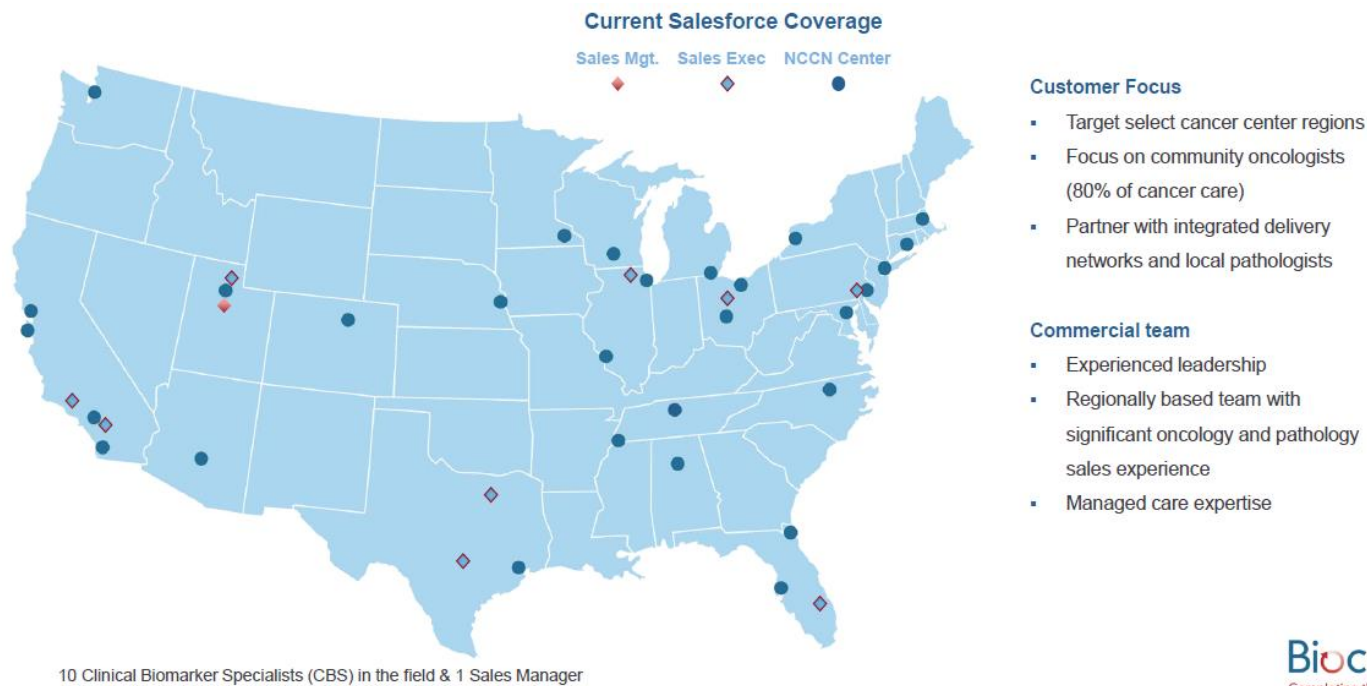 Current Salesforce Coverage
Sales Mgt. Sales Exec NCCN Center
Customer Focus
▪ Target select cancer center regions
▪ Focus on community oncologists
(80% of cancer care)
▪ Partner with integrated delivery
networks and local pathologists
Commercial team
▪ Experienced leadership
▪ Regionally based team with
significant oncology and pathology
sales experience
▪ Managed care expertise
10 Clinical Biomarker Specialists (CBS) in the field & 1 Sales Manager
Bioc